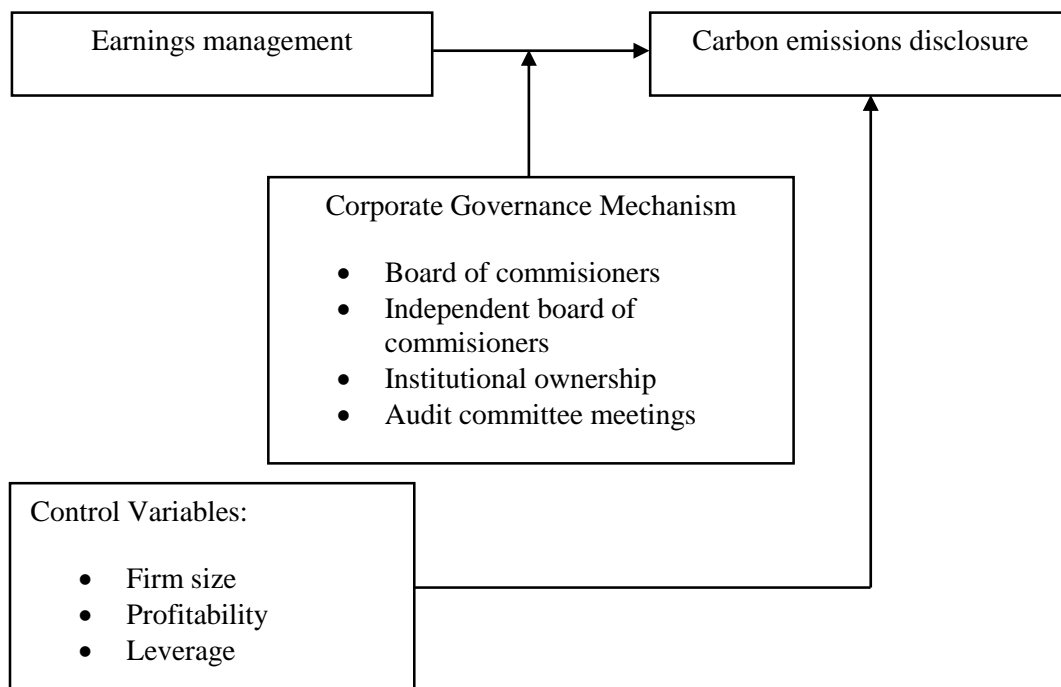 Earnings management
Carbon emissions disclosure
Corporate Governance Mechanism
• Board of commisioners
• Independent board of
commisioners
• Institutional ownership
• Audit committee meetings
Control Variables:
• Firm size
• Profitability
• Leverage